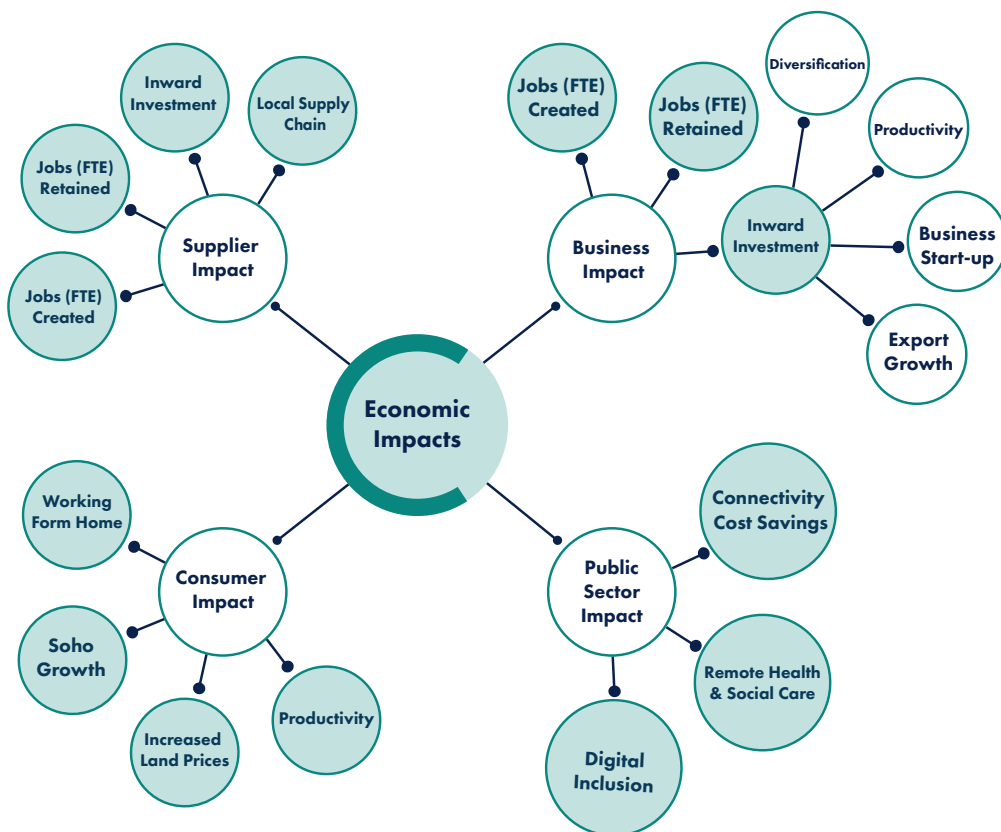 Economic
Impacts
Supplier
Impact
Jobs (FTE)
Created
Jobs (FTE)
Retained
Inward
Investment
Local Supply
Chain
Business
Impact
Jobs (FTE)
Created
Jobs (FTE)
Retained
Inward
Investment
Diversification
Productivity
Business
Start-up
Export
Growth
Consumer
Impact
Working
Form Home
Soho
Growth
Increased
Land Prices
Productivity
Public
Sector
Impact
Connectivity
Cost Savings
Remote Health
& Social Care
Digital
Inclusion